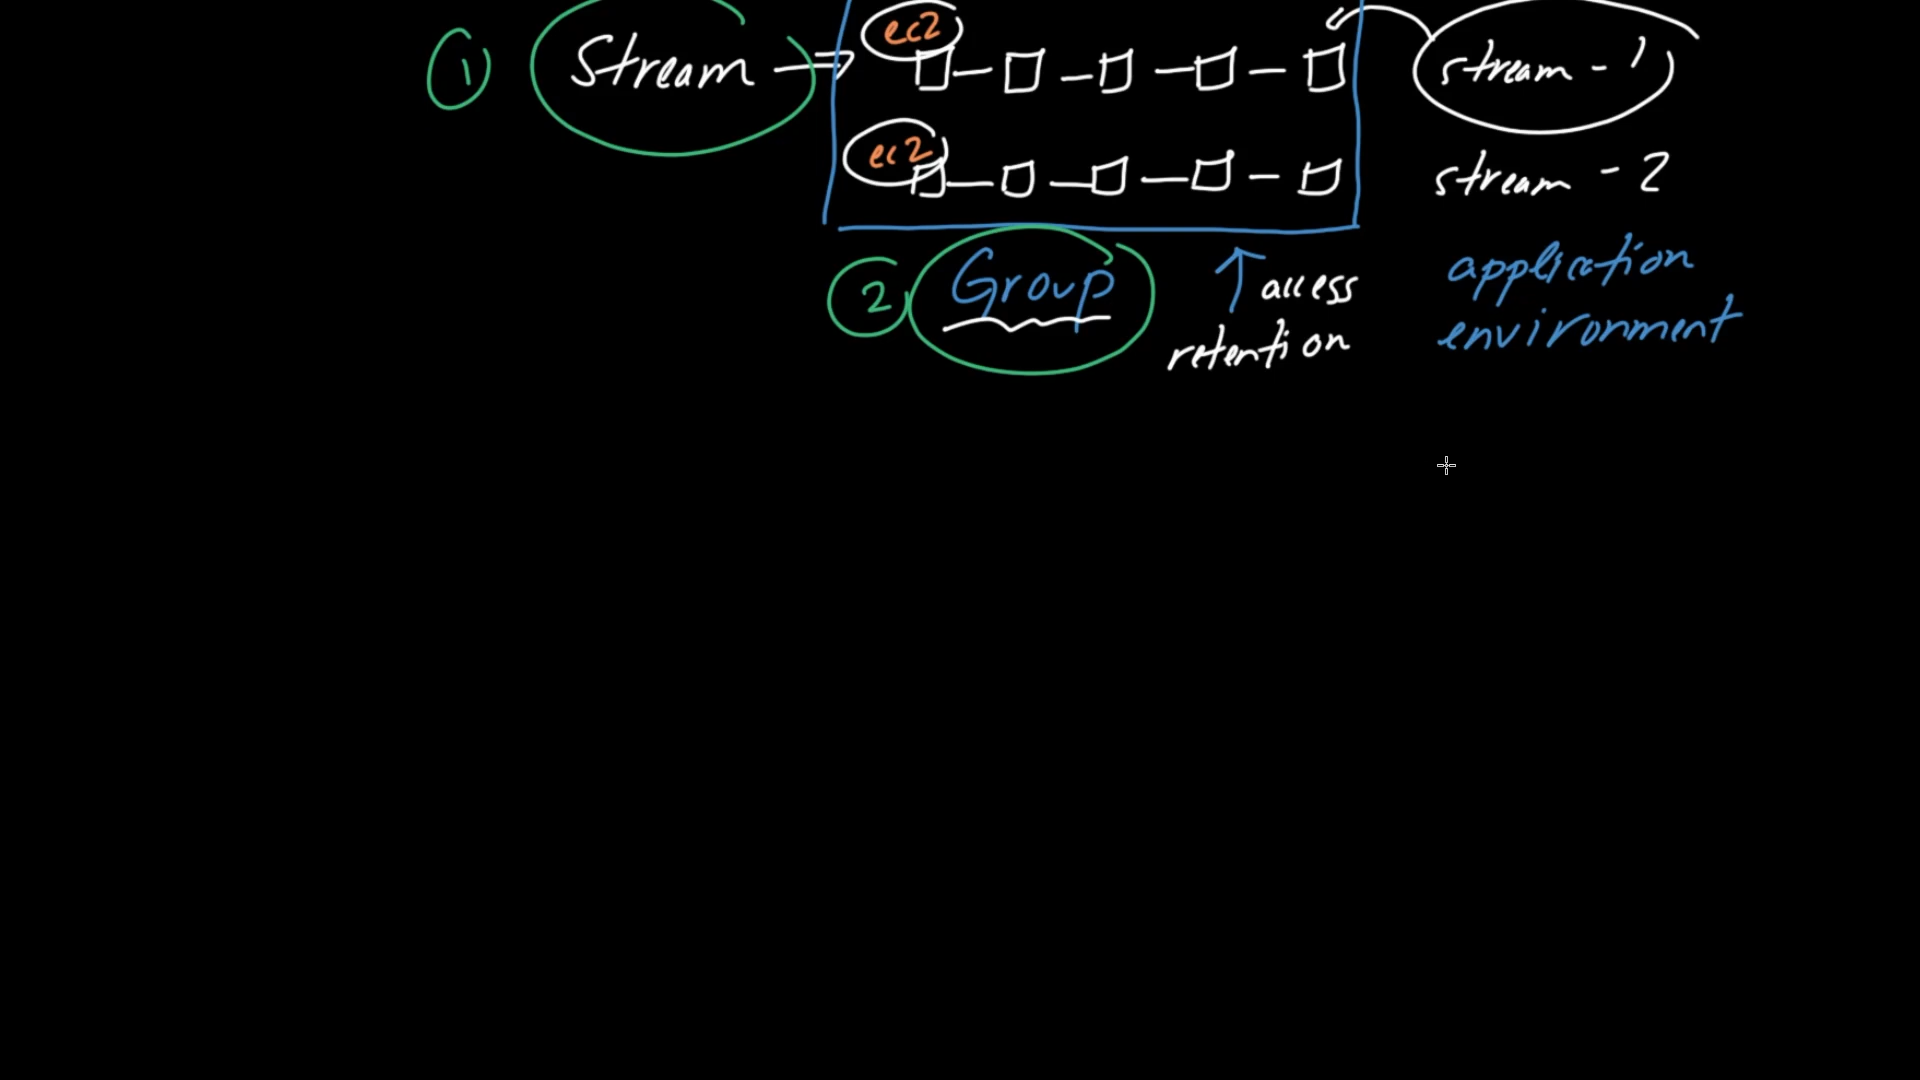 1 Stream ec2 stream - 1
ec2 stream - 2
2 Group access application
retention environment